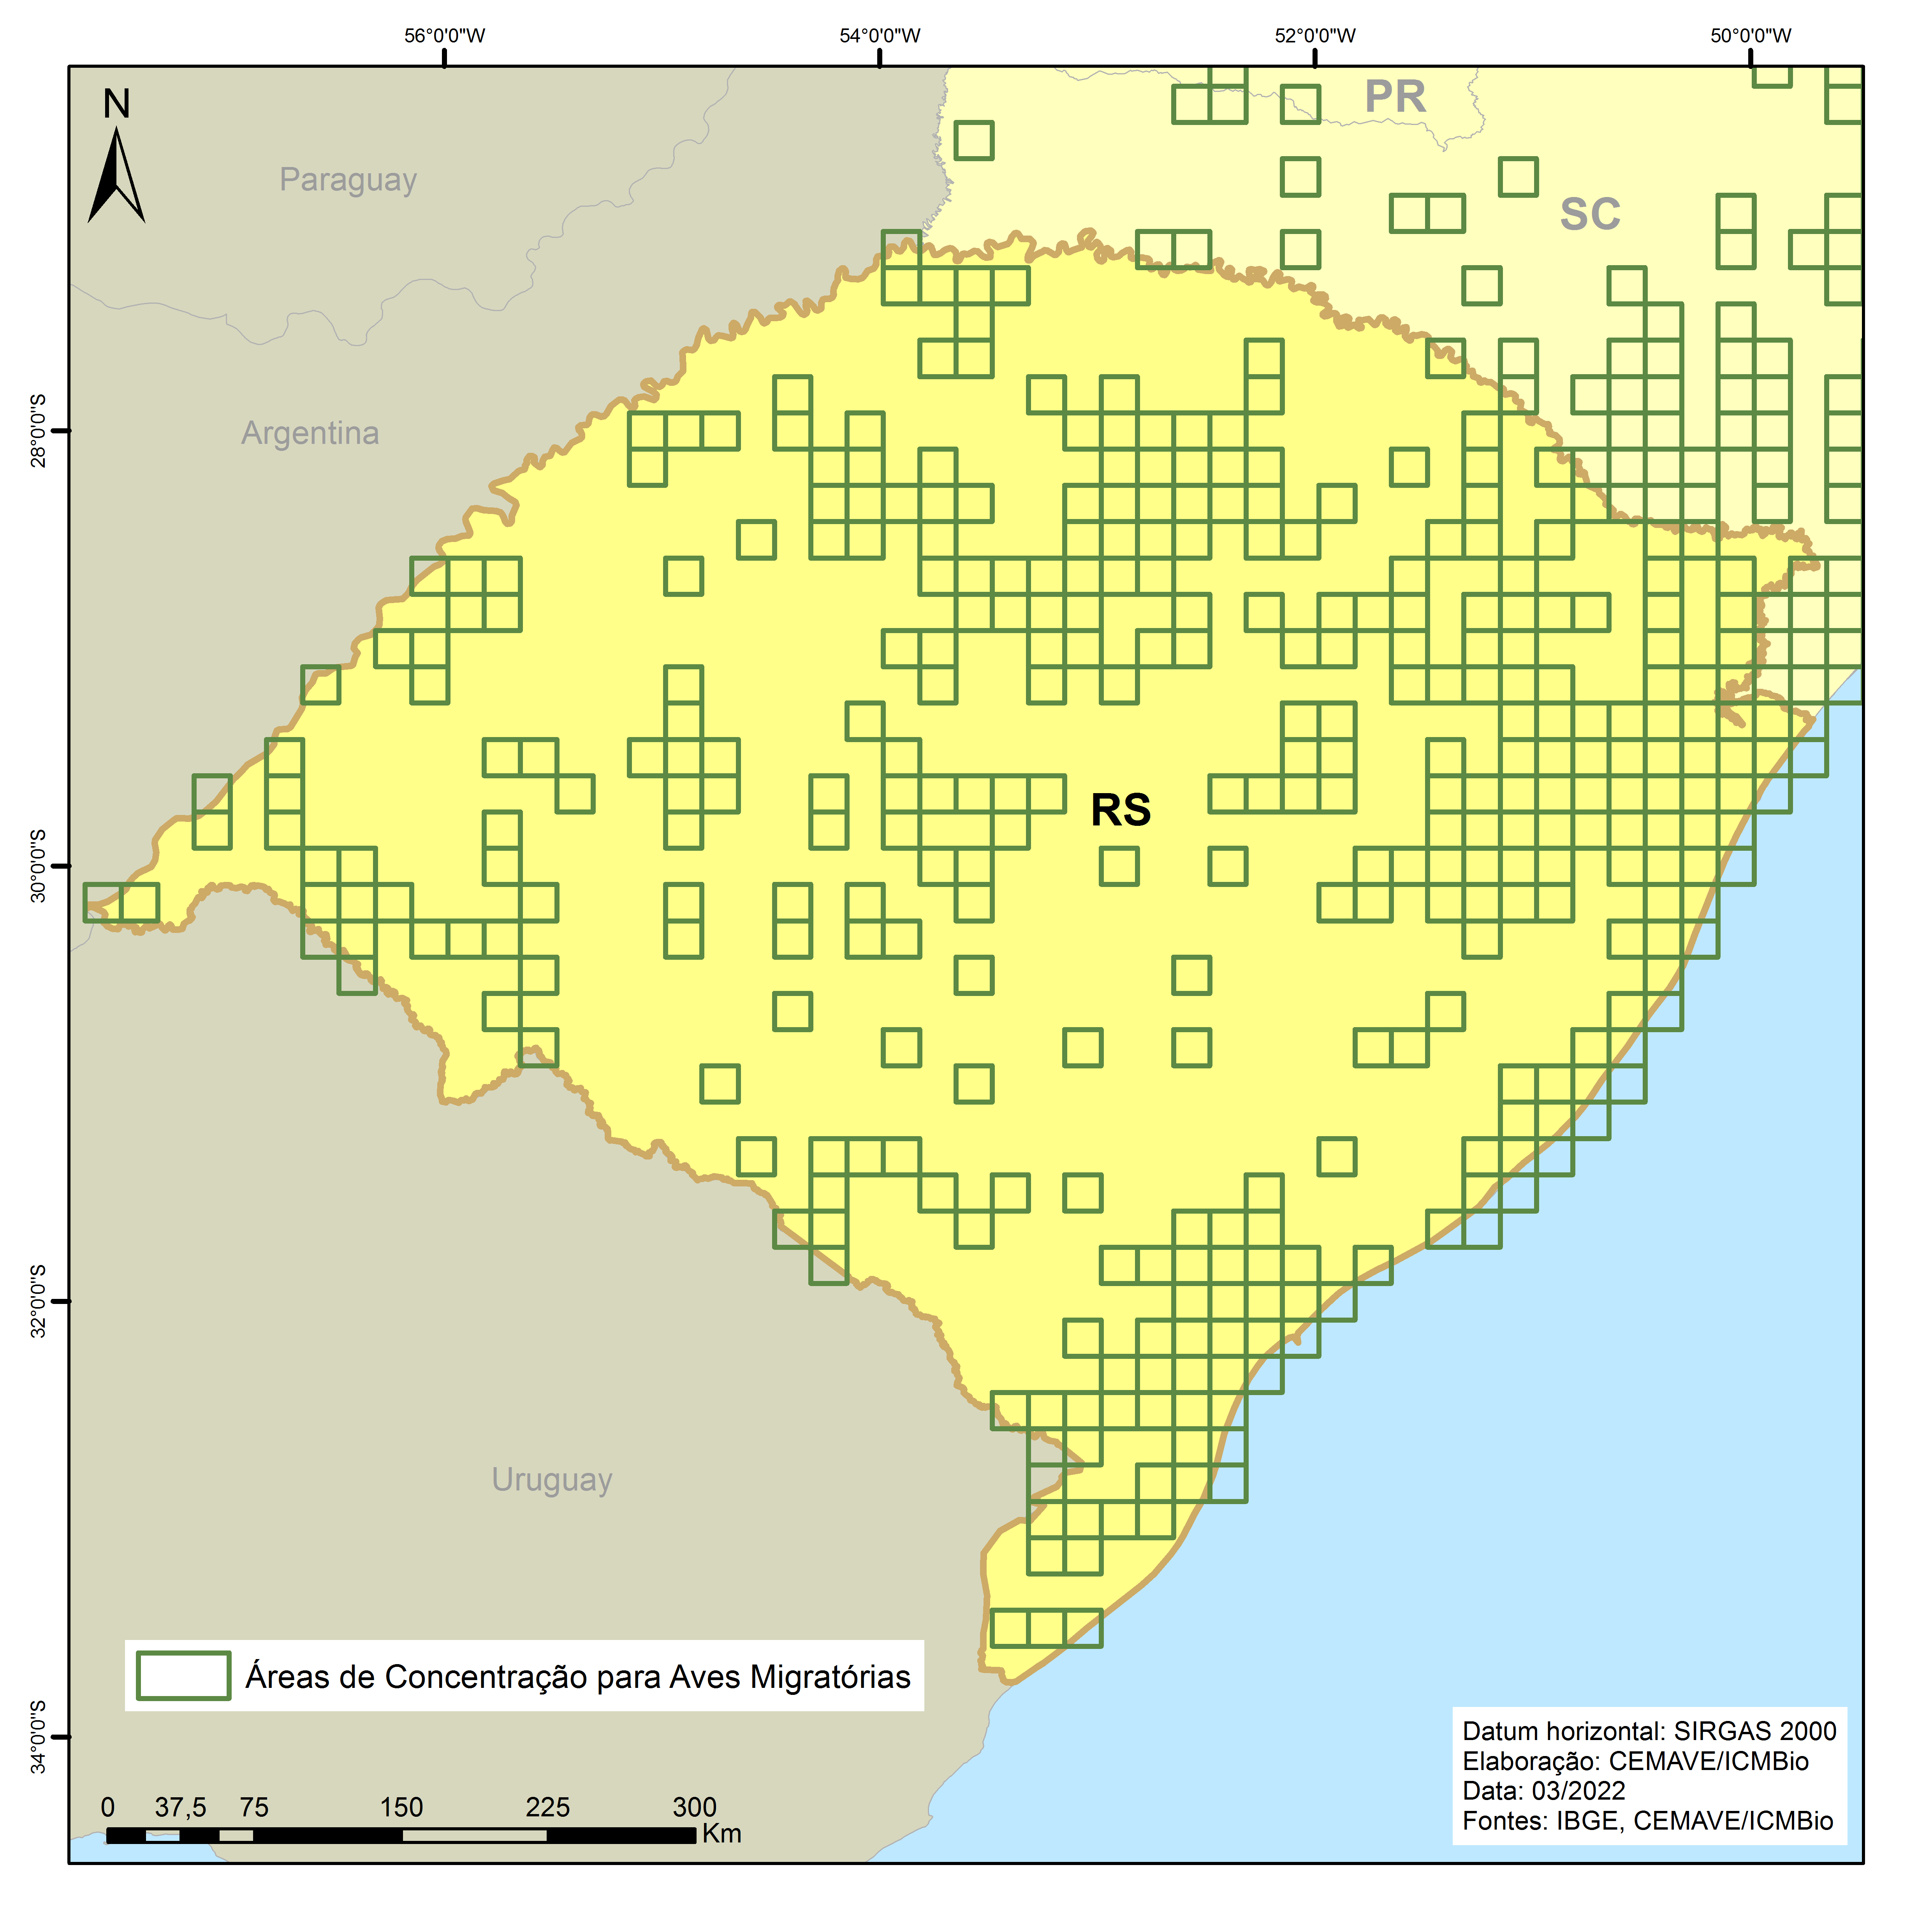 56°0'0"W
54°0'0"W
52°0'0"W
50°0'0"W
N
PR
Paraguay
SC
28°0'0"S
Argentina
RS
30°0'0"S
32°0'0"S
Uruguay
34°0'0"S
Áreas de Concentração para Aves Migratórias
Datum horizontal: SIRGAS 2000
Elaboração: CEMAVE/ICMBio
Data: 03/2022
Fontes: IBGE, CEMAVE/ICMBio
0 37,5 75 150 225 300
Km